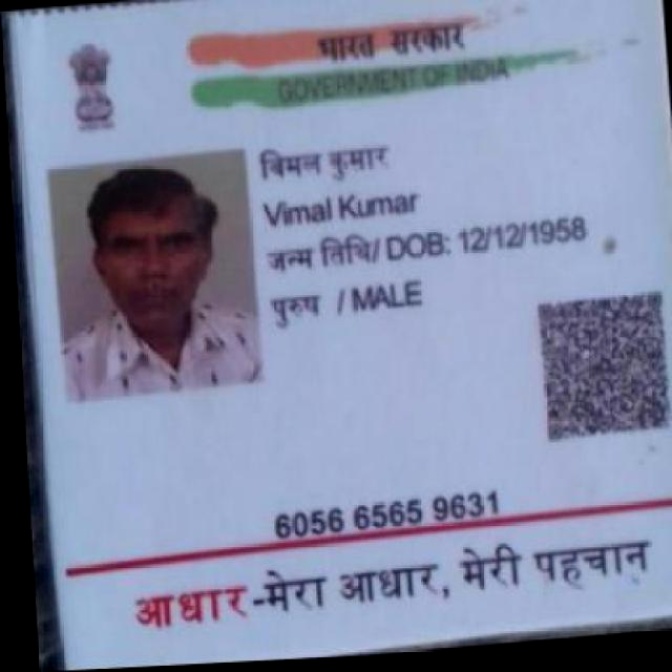 भारत सरकार
GOVERNMENT OF INDIA
विमल कुमार
Vimal Kumar
जन्म तिथि/ DOB: 12/12/1958
पुरुष / MALE
6056 6565 9631
आधार-मेरा आधार, मेरी पहचान